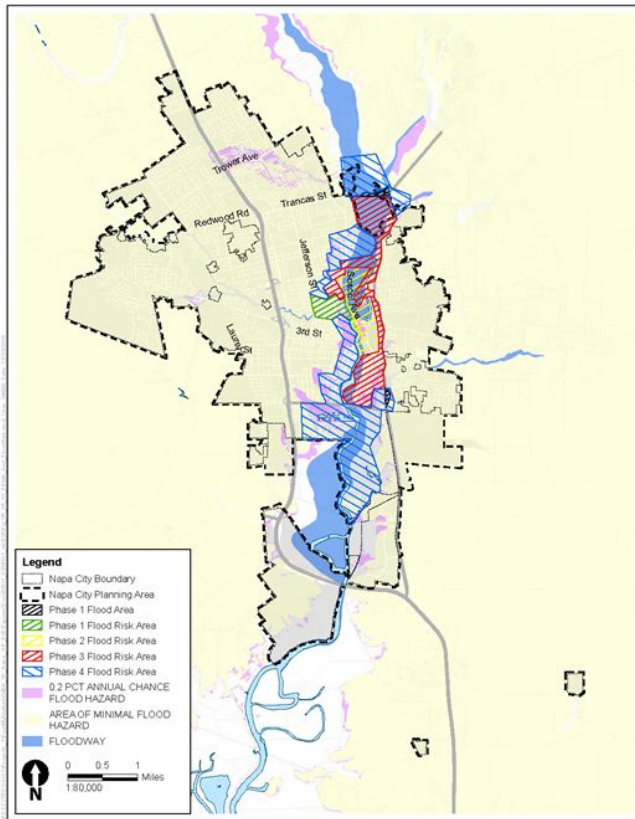 Trower Ave
Trancas St
Redwood Rd
Jefferson St
Soscol Ave
3rd St
Laurel St
Legend
Napa City Boundary
Napa City Planning Area
Phase 1 Flood Area
Phase 1 Flood Risk Area
Phase 2 Flood Risk Area
Phase 3 Flood Risk Area
Phase 4 Flood Risk Area
0.2 PCT ANNUAL CHANCE
FLOOD HAZARD
AREA OF MINIMAL FLOOD
HAZARD
FLOODWAY
N
0 0.5 1
Miles
1:80,000